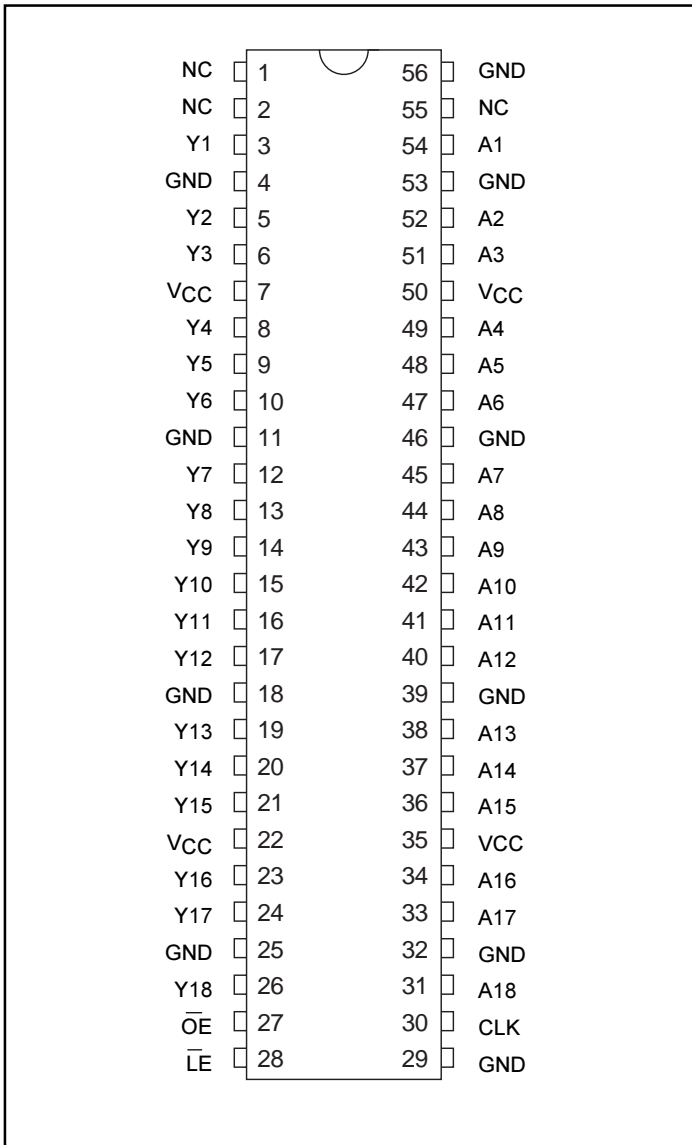 NC 1 56 GND
NC 2 55 NC
Y1 3 54 A1
GND 4 53 GND
Y2 5 52 A2
Y3 6 51 A3
VCC 7 50 VCC
Y4 8 49 A4
Y5 9 48 A5
Y6 10 47 A6
GND 11 46 GND
Y7 12 45 A7
Y8 13 44 A8
Y9 14 43 A9
Y10 15 42 A10
Y11 16 41 A11
Y12 17 40 A12
GND 18 39 GND
Y13 19 38 A13
Y14 20 37 A14
Y15 21 36 A15
VCC 22 35 VCC
Y16 23 34 A16
Y17 24 33 A17
GND 25 32 GND
Y18 26 31 A18
O̅E̅ 27 30 CLK
L̅E̅ 28 29 GND